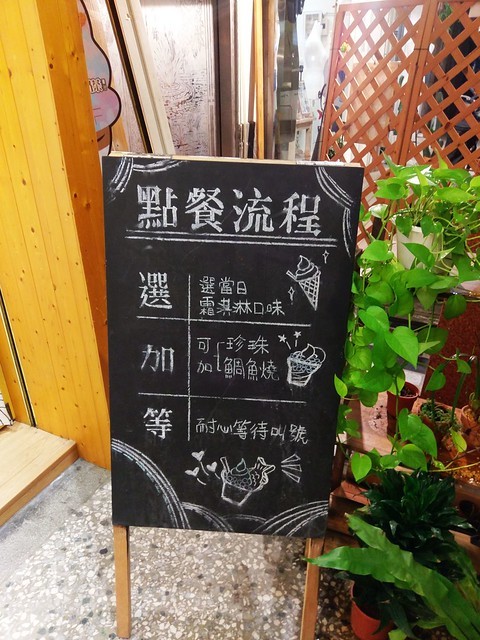 點餐流程
選 選當日
霜淇淋口味
加 可加 珍珠
鯛魚燒
等 耐心等待叫號